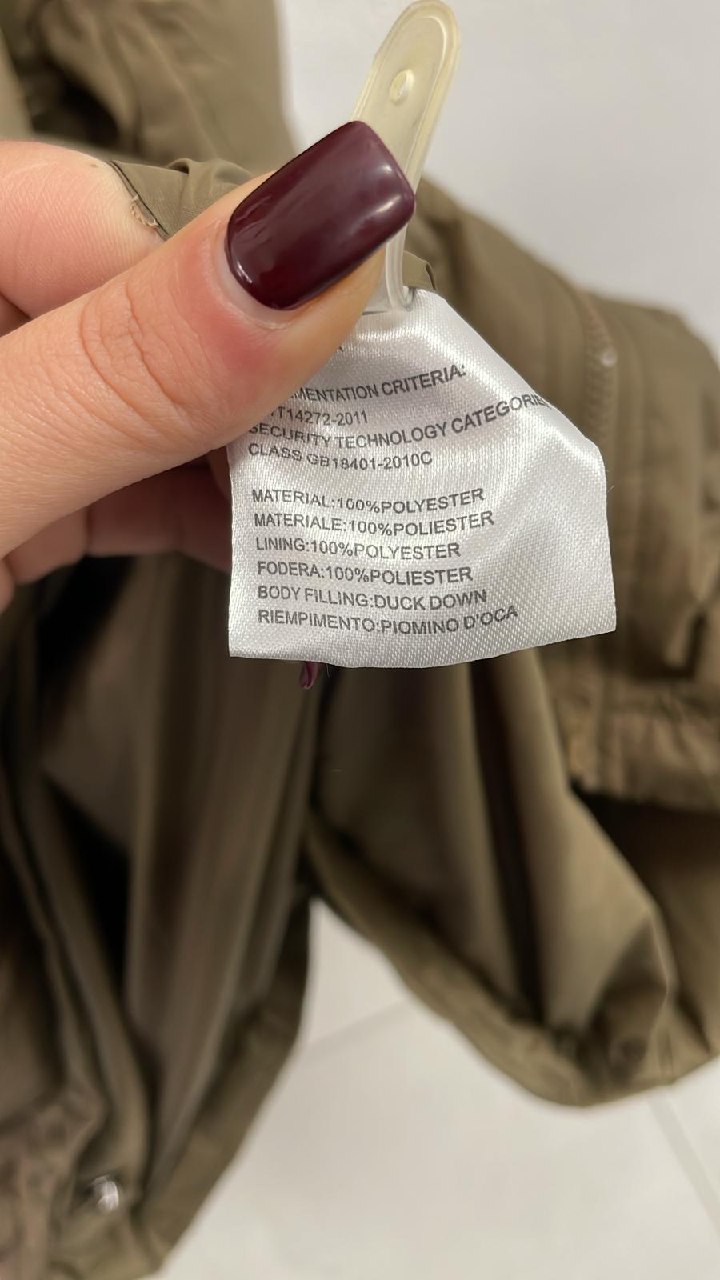 MENTATION CRITERIA:
T14272-2011
SECURITY TECHNOLOGY CATEGORIES
CLASS GB18401-2010C
MATERIAL:100%POLYESTER
MATERIALE:100%POLIESTER
LINING:100%POLYESTER
FODERA:100%POLIESTER
BODY FILLING:DUCK DOWN
RIEMPIMENTO:PIOMINO D'OCA